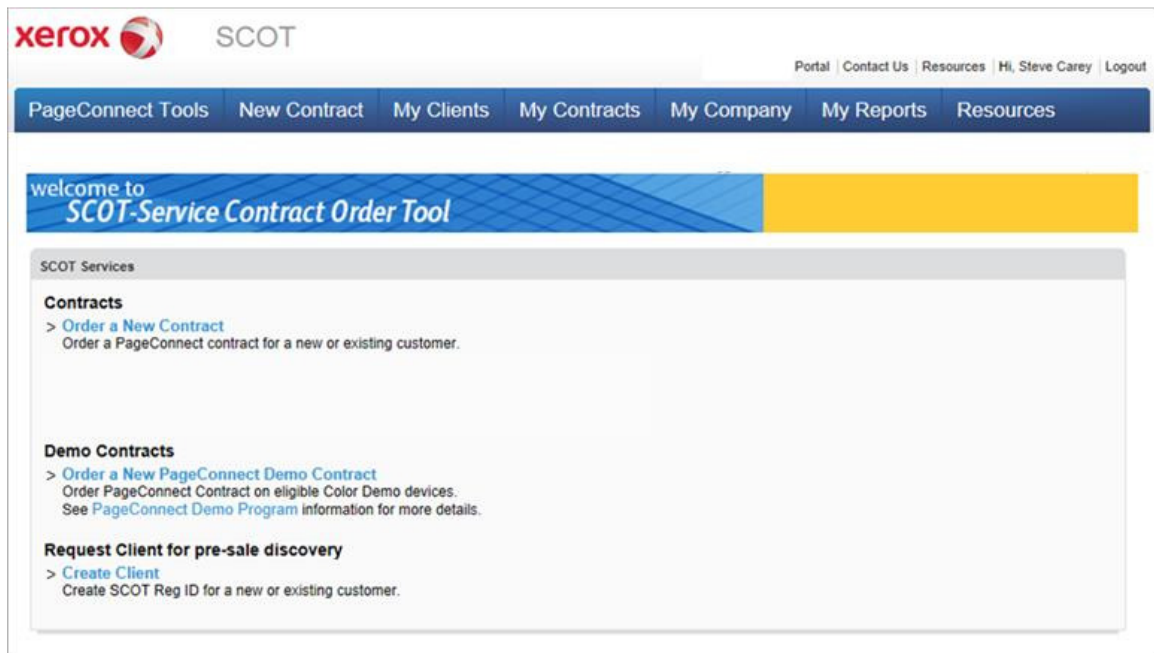 xerox SCOT
Portal | Contact Us | Resources | Hi, Steve Carey | Logout
PageConnect Tools New Contract My Clients My Contracts My Company My Reports Resources
welcome to
SCOT-Service Contract Order Tool
SCOT Services
Contracts
> Order a New Contract
Order a PageConnect contract for a new or existing customer.
Demo Contracts
> Order a New PageConnect Demo Contract
Order PageConnect Contract on eligible Color Demo devices.
See PageConnect Demo Program information for more details.
Request Client for pre-sale discovery
> Create Client
Create SCOT Reg ID for a new or existing customer.